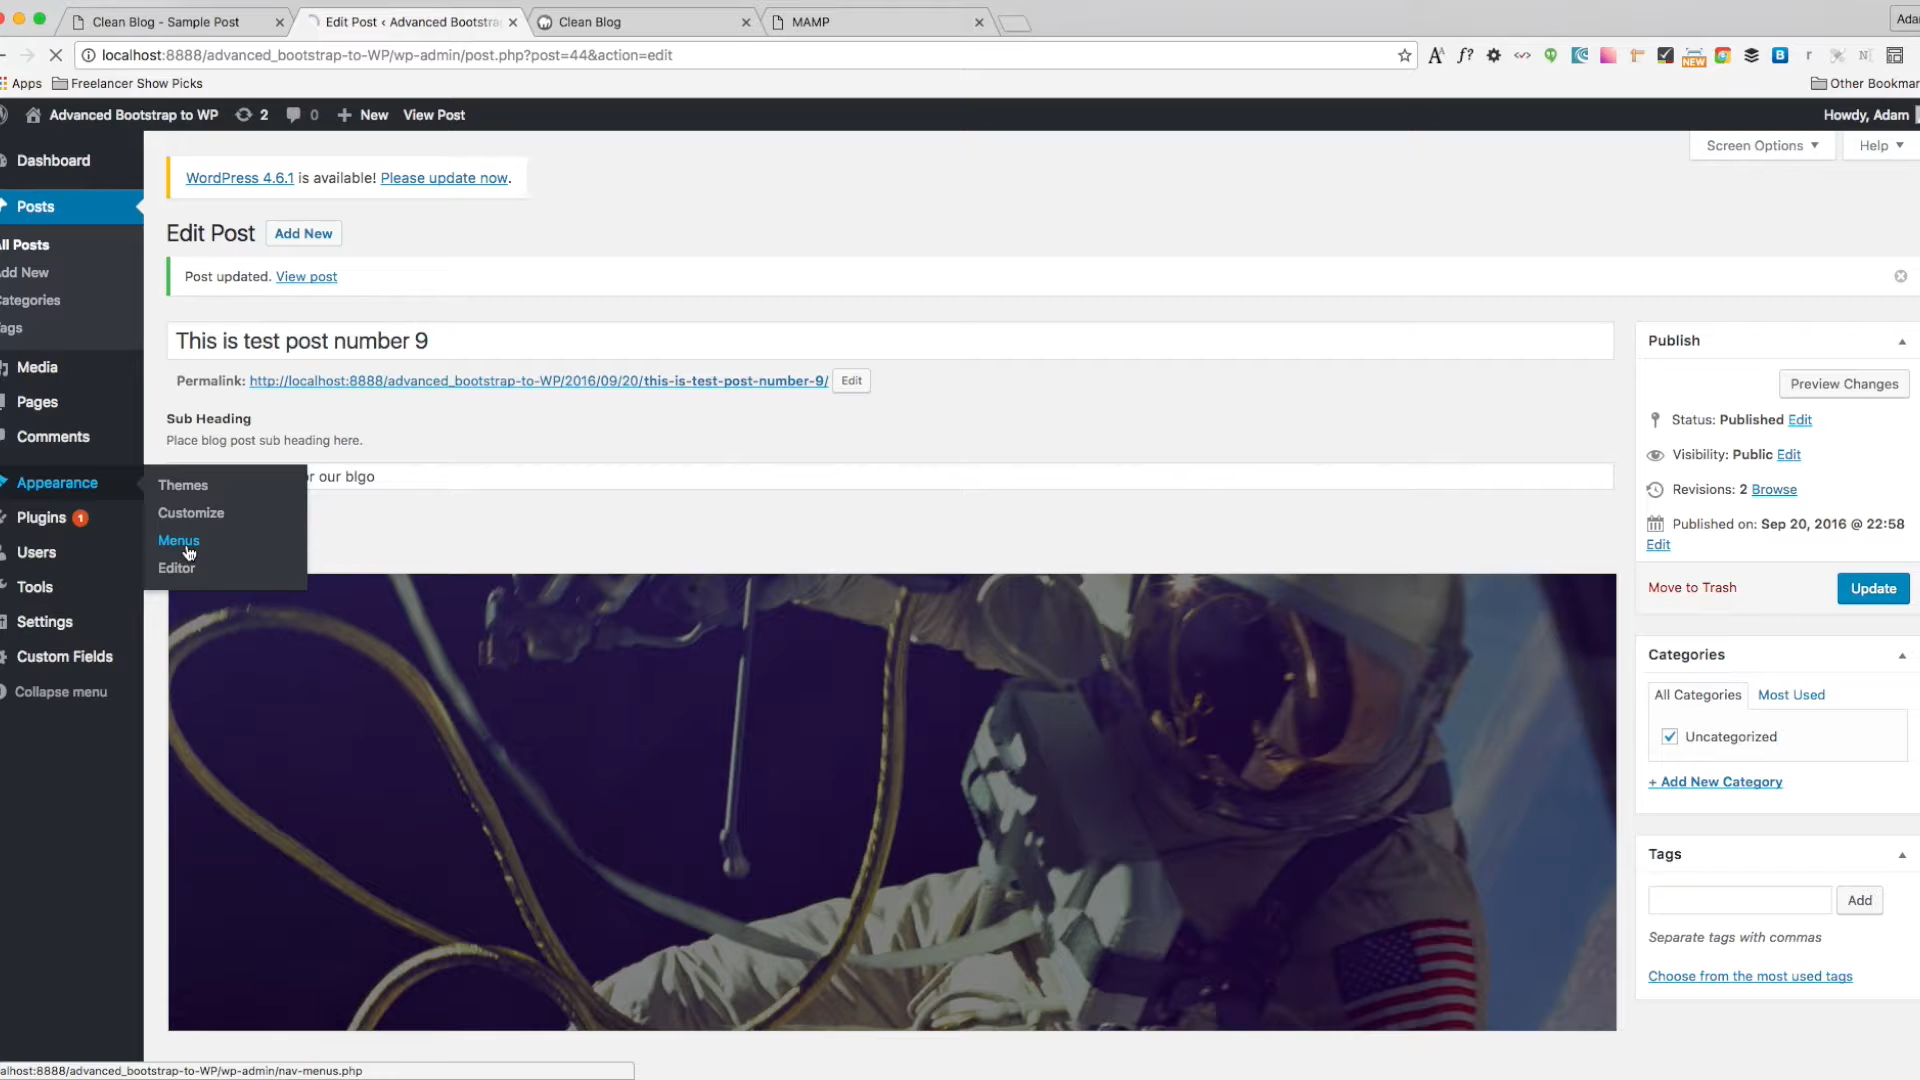 Clean Blog - Sample Post
Edit Post ‹ Advanced Bootstra
Clean Blog
MAMP
Ada
localhost:8888/advanced_bootstrap-to-WP/wp-admin/post.php?post=44&action=edit
NEW
Apps
Freelancer Show Picks
Other Bookmar
Advanced Bootstrap to WP
2
0
New
View Post
Howdy, Adam
Screen Options
Help
Dashboard
Posts
ll Posts
dd New
ategories
ags
Media
Pages
Comments
Appearance
Plugins 1
Users
Tools
Settings
Custom Fields
Collapse menu
Themes
Customize
Menus
Editor
WordPress 4.6.1 is available! Please update now.
Edit Post
Add New
Post updated. View post
This is test post number 9
Permalink: http://localhost:8888/advanced_bootstrap-to-WP/2016/09/20/this-is-test-post-number-9/ Edit
Sub Heading
Place blog post sub heading here.
or our blgo
Publish
Preview Changes
Status: Published Edit
Visibility: Public Edit
Revisions: 2 Browse
Published on: Sep 20, 2016 @ 22:58
Edit
Move to Trash
Update
Categories
All Categories
Most Used
Uncategorized
+ Add New Category
Tags
Add
Separate tags with commas
Choose from the most used tags
alhost:8888/advanced_bootstrap-to-WP/wp-admin/nav-menus.php